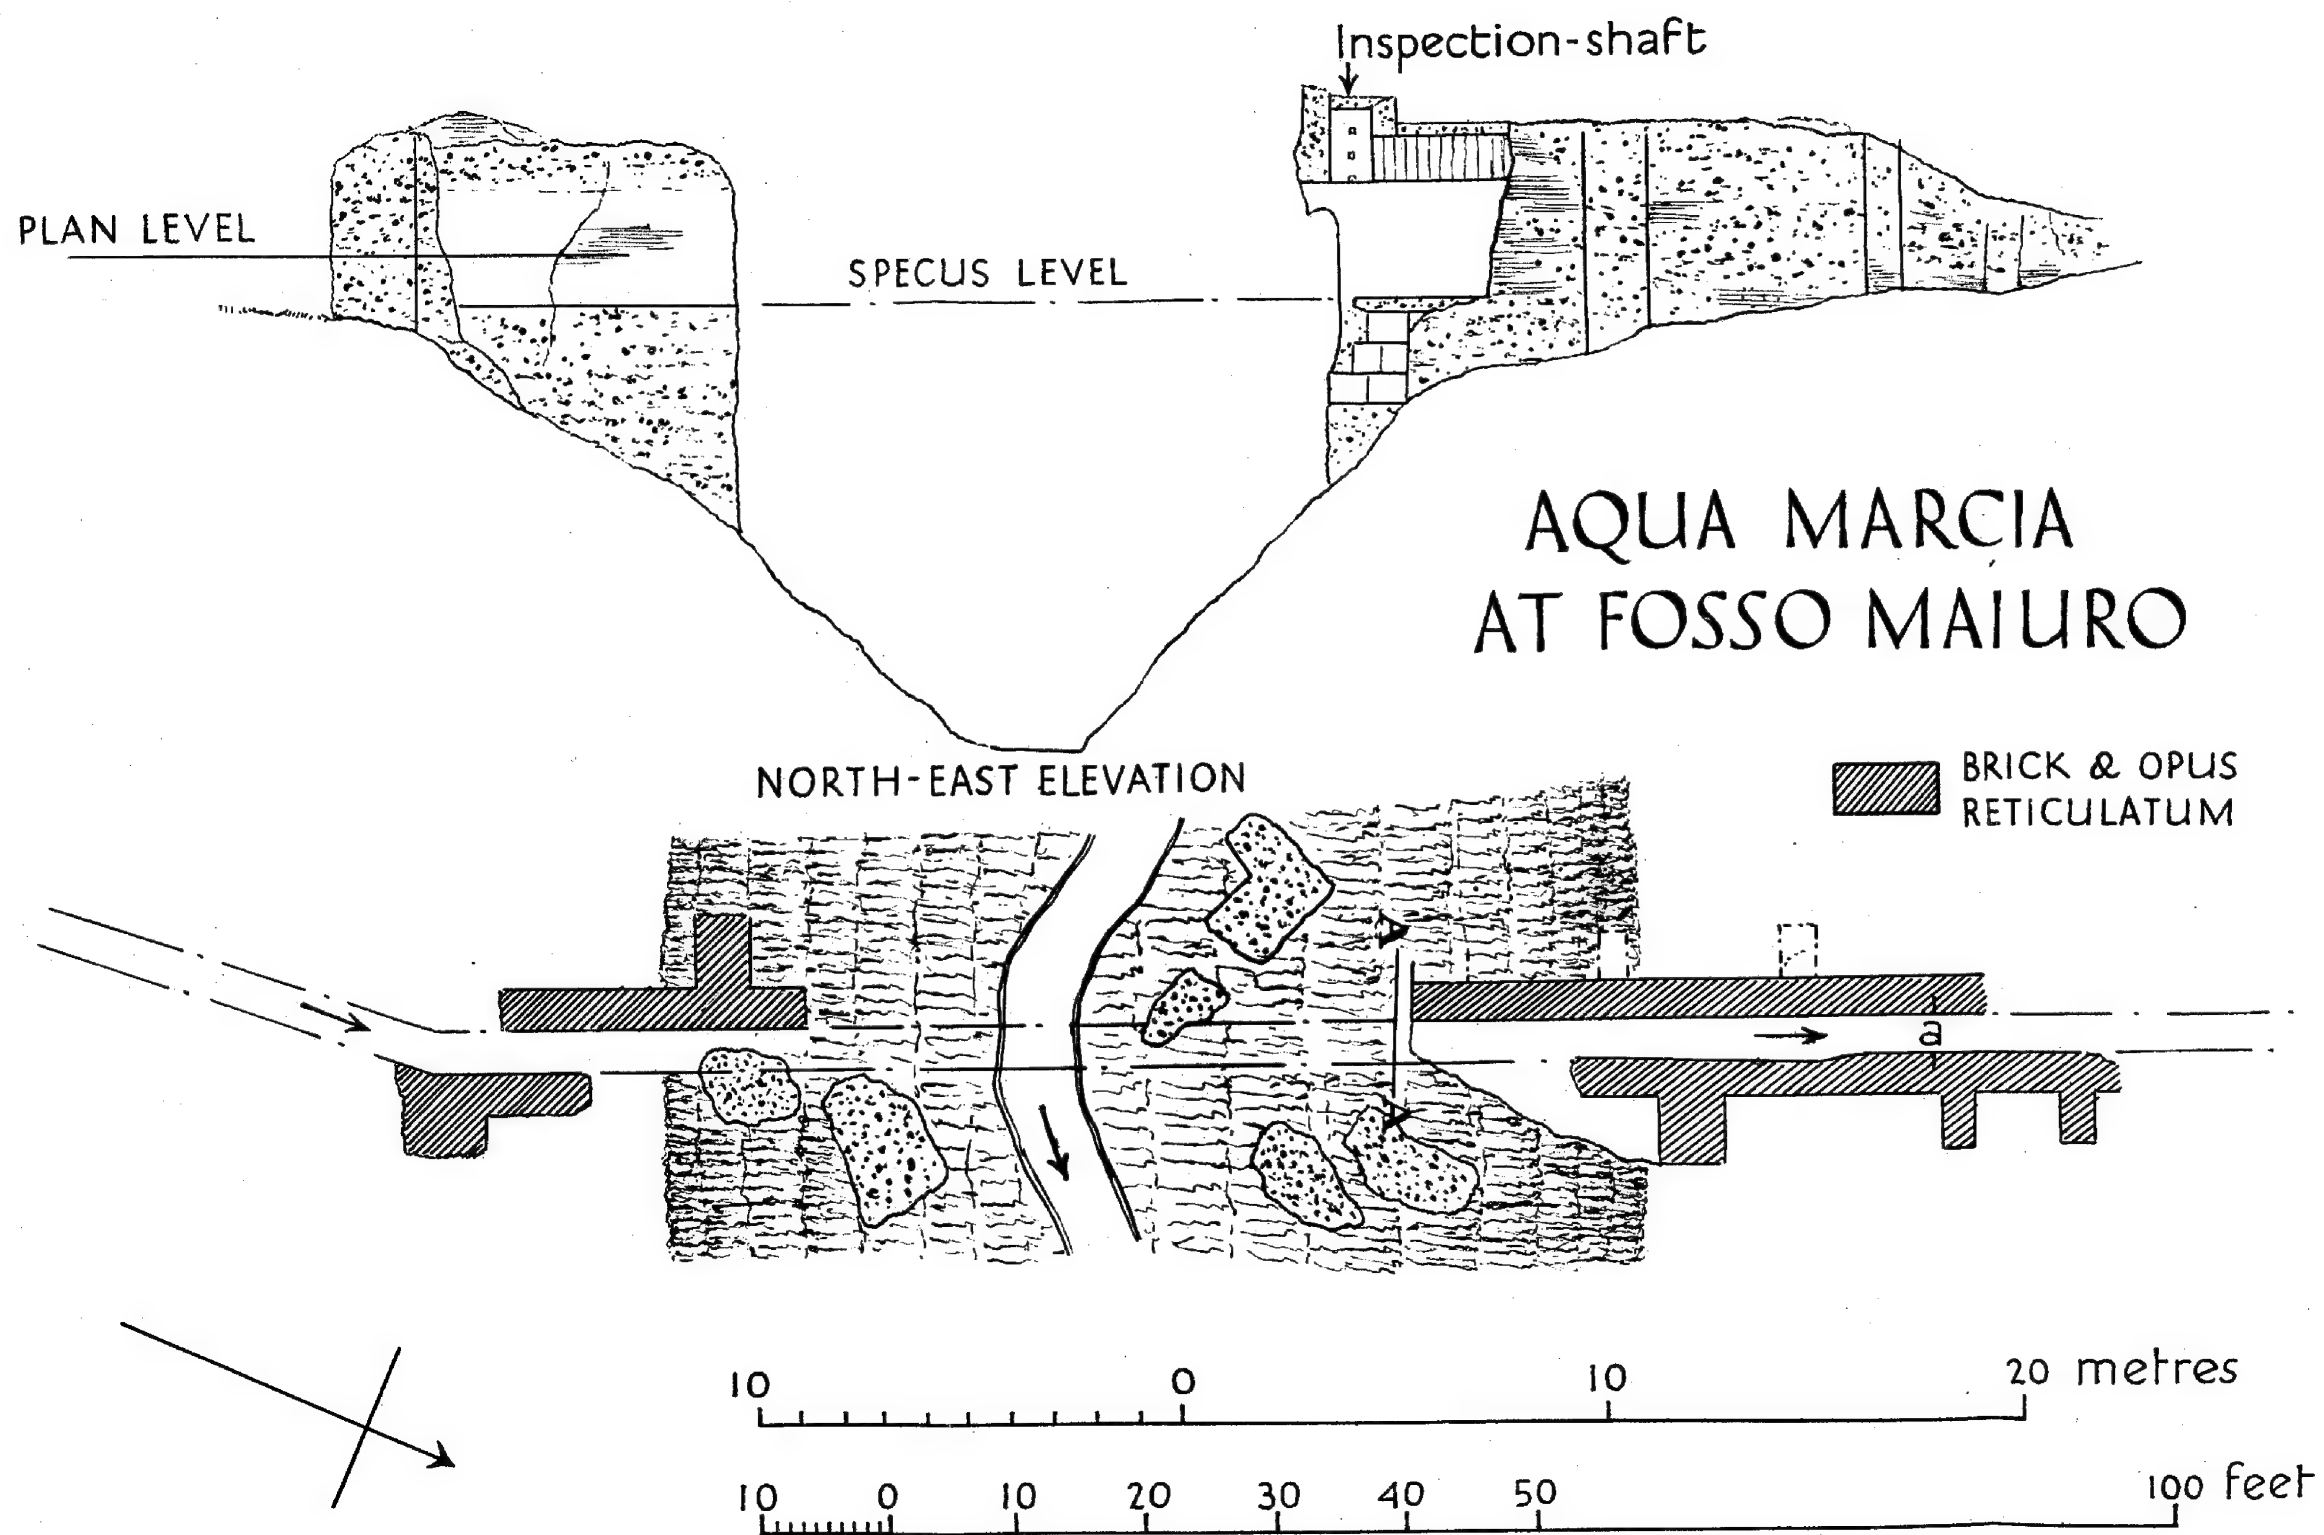 Inspection-shaft
PLAN LEVEL
SPECUS LEVEL
AQUA MARCIA
AT FOSSO MAIURO
NORTH-EAST ELEVATION
BRICK & OPUS
RETICULATUM
A
a
A
10 0 10 20 metres
10 0 10 20 30 40 50 100 feet